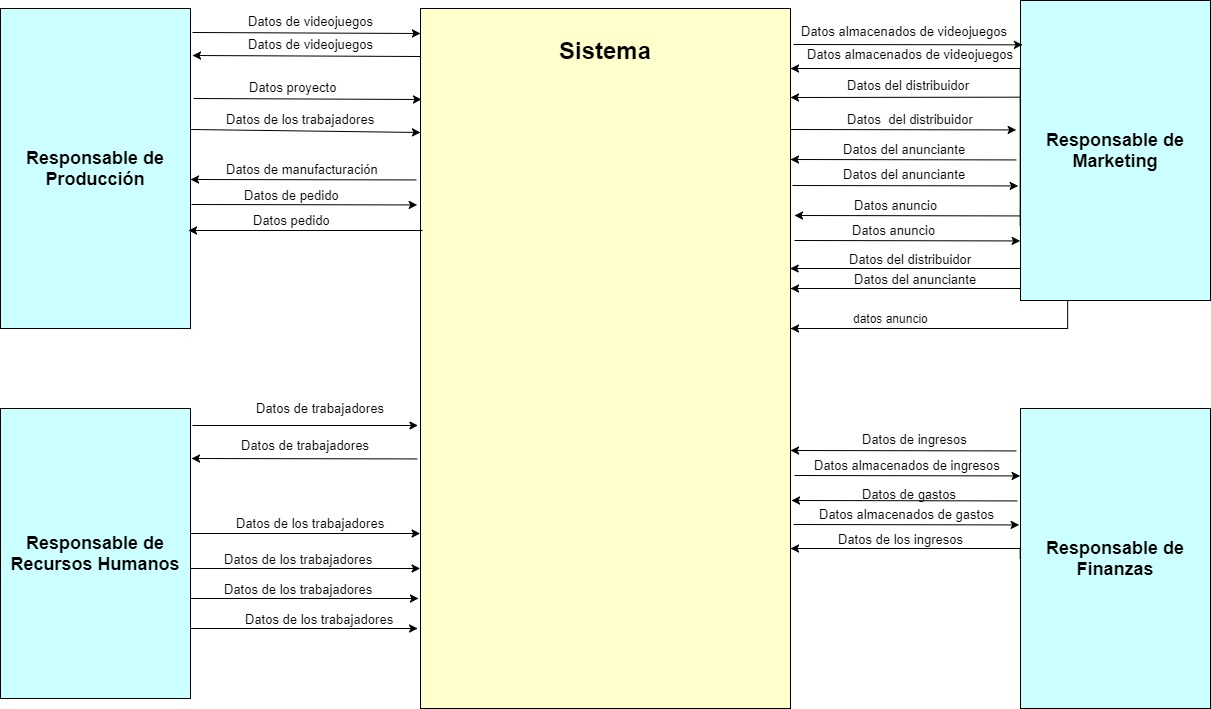 Datos de videojuegos
Datos de videojuegos
Datos proyecto
Datos de los trabajadores
Responsable de
Producción
Datos de manufacturación
Datos de pedido
Datos pedido
Sistema
Datos almacenados de videojuegos
Datos almacenados de videojuegos
Datos del distribuidor
Datos  del distribuidor
Responsable de
Marketing
Datos del anunciante
Datos del anunciante
Datos anuncio
Datos anuncio
Datos del distribuidor
Datos del anunciante
datos anuncio
Datos de trabajadores
Datos de trabajadores
Datos de los trabajadores
Responsable de
Recursos Humanos
Datos de los trabajadores
Datos de los trabajadores
Datos de los trabajadores
Datos de ingresos
Datos almacenados de ingresos
Datos de gastos
Datos almacenados de gastos
Datos de los ingresos
Responsable de
Finanzas